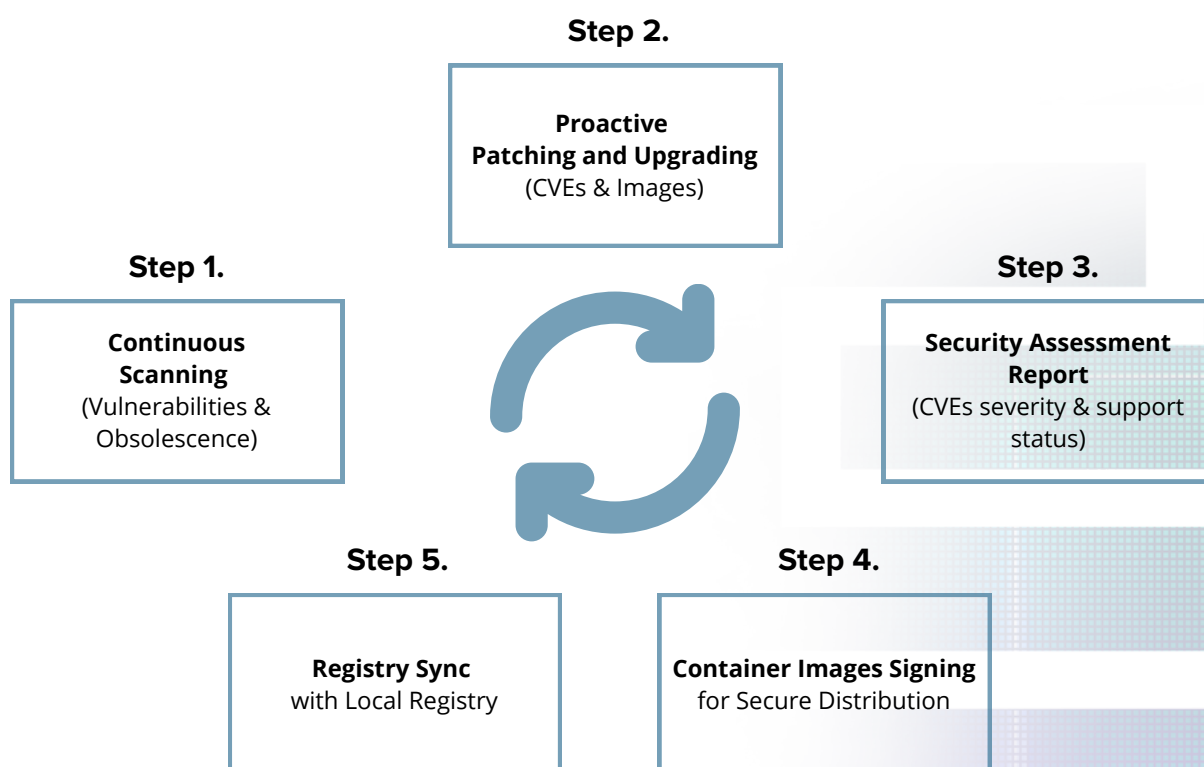 Step 2.
Proactive
Patching and Upgrading
(CVEs & Images)
Step 1.
Continuous
Scanning
(Vulnerabilities &
Obsolescence)
Step 3.
Security Assessment
Report
(CVEs severity & support
status)
Step 5.
Registry Sync
with Local Registry
Step 4.
Container Images Signing
for Secure Distribution